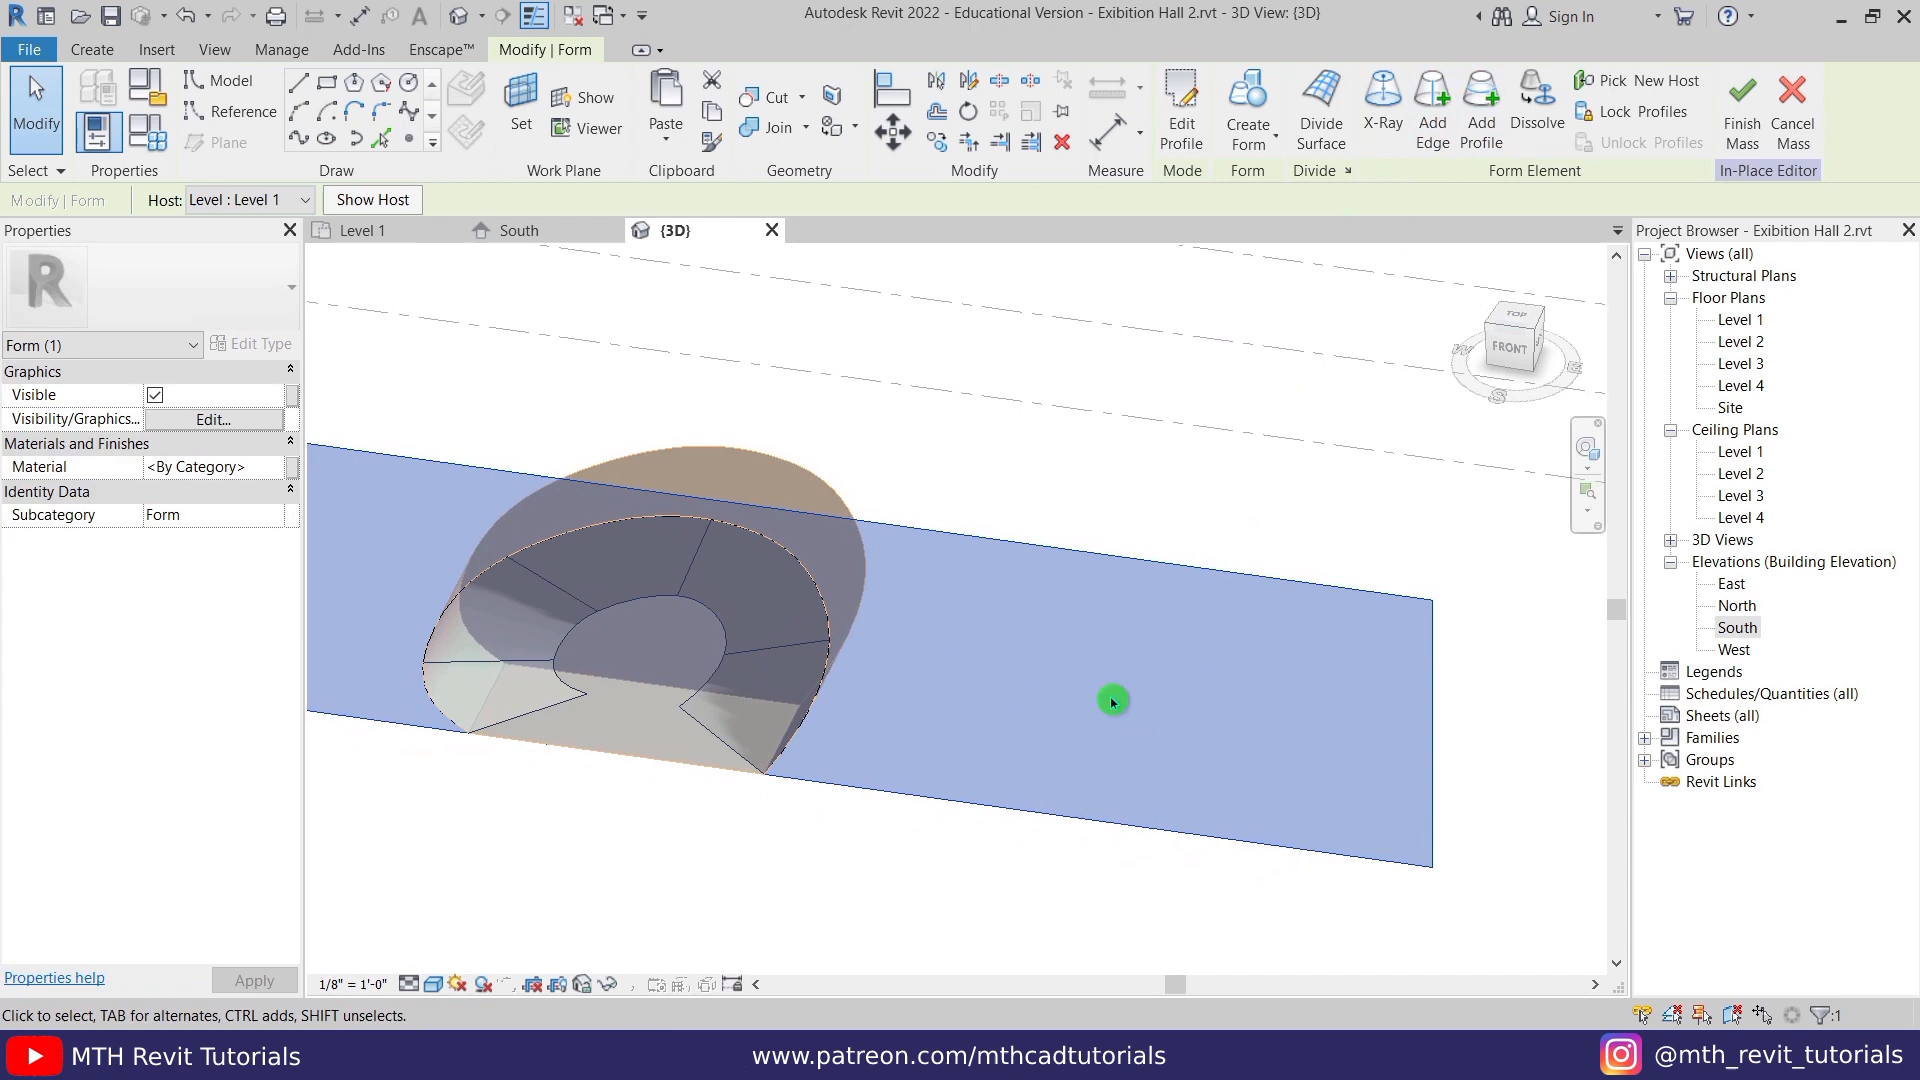 Autodesk Revit 2022 - Educational Version - Exibition Hall 2.rvt - 3D View: {3D}
Sign In
File
Create
Insert
View
Manage
Add-Ins
Enscape™
Modify | Form
Modify
Model
Reference
Plane
Set
Show
Viewer
Paste
Cut
Join
Edit
Profile
Create
Form
Divide
Surface
X-Ray
Add
Edge
Add
Profile
Dissolve
Pick New Host
Lock Profiles
Unlock Profiles
Finish
Mass
Cancel
Mass
Select
Properties
Draw
Work Plane
Clipboard
Geometry
Modify
Measure
Mode
Form
Divide
Form Element
In-Place Editor
Modify | Form
Host:
Level : Level 1
Show Host
Properties
Level 1
South
{3D}
Project Browser - Exibition Hall 2.rvt
Form (1)
Edit Type
Graphics
Visible
Visibility/Graphics...
Edit...
Materials and Finishes
Material
<By Category>
Identity Data
Subcategory
Form
TOP
FRONT
W
E
S
Views (all)
Structural Plans
Floor Plans
Level 1
Level 2
Level 3
Level 4
Site
Ceiling Plans
Level 1
Level 2
Level 3
Level 4
3D Views
Elevations (Building Elevation)
East
North
South
West
Legends
Schedules/Quantities (all)
Sheets (all)
Families
Groups
Revit Links
Properties help
Apply
1/8" = 1'-0"
Click to select, TAB for alternates, CTRL adds, SHIFT unselects.
:1
MTH Revit Tutorials
www.patreon.com/mthcadtutorials
@mth_revit_tutorials